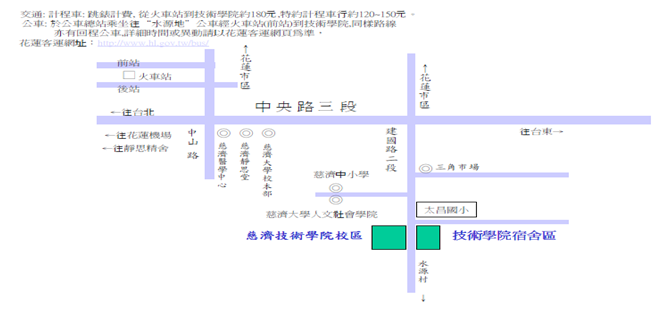 交通: 計程車: 跳錶計費, 從火車站到技術學院約180元,特約計程車行約120~150元。
公車: 於公車總站乘坐往“水源地”公車經火車站(前站)到技術學院,同樣路線
亦有回程公車,詳細時間或異動請以花蓮客運網頁為準。
花蓮客運網址：http://www.hl.gov.tw/bus/
前站
火車站
後站
←花蓮市區
←花蓮市區
←往台北
中央路三段
←往花蓮機場
←往靜思精舍
中山路
慈濟醫學中心
慈濟靜思堂
慈濟大學校本部
建國路二段
往台東→
三角市場
慈濟中小學
慈濟大學人文社會學院
太昌國小
慈濟技術學院校區
技術學院宿舍區
水源村→